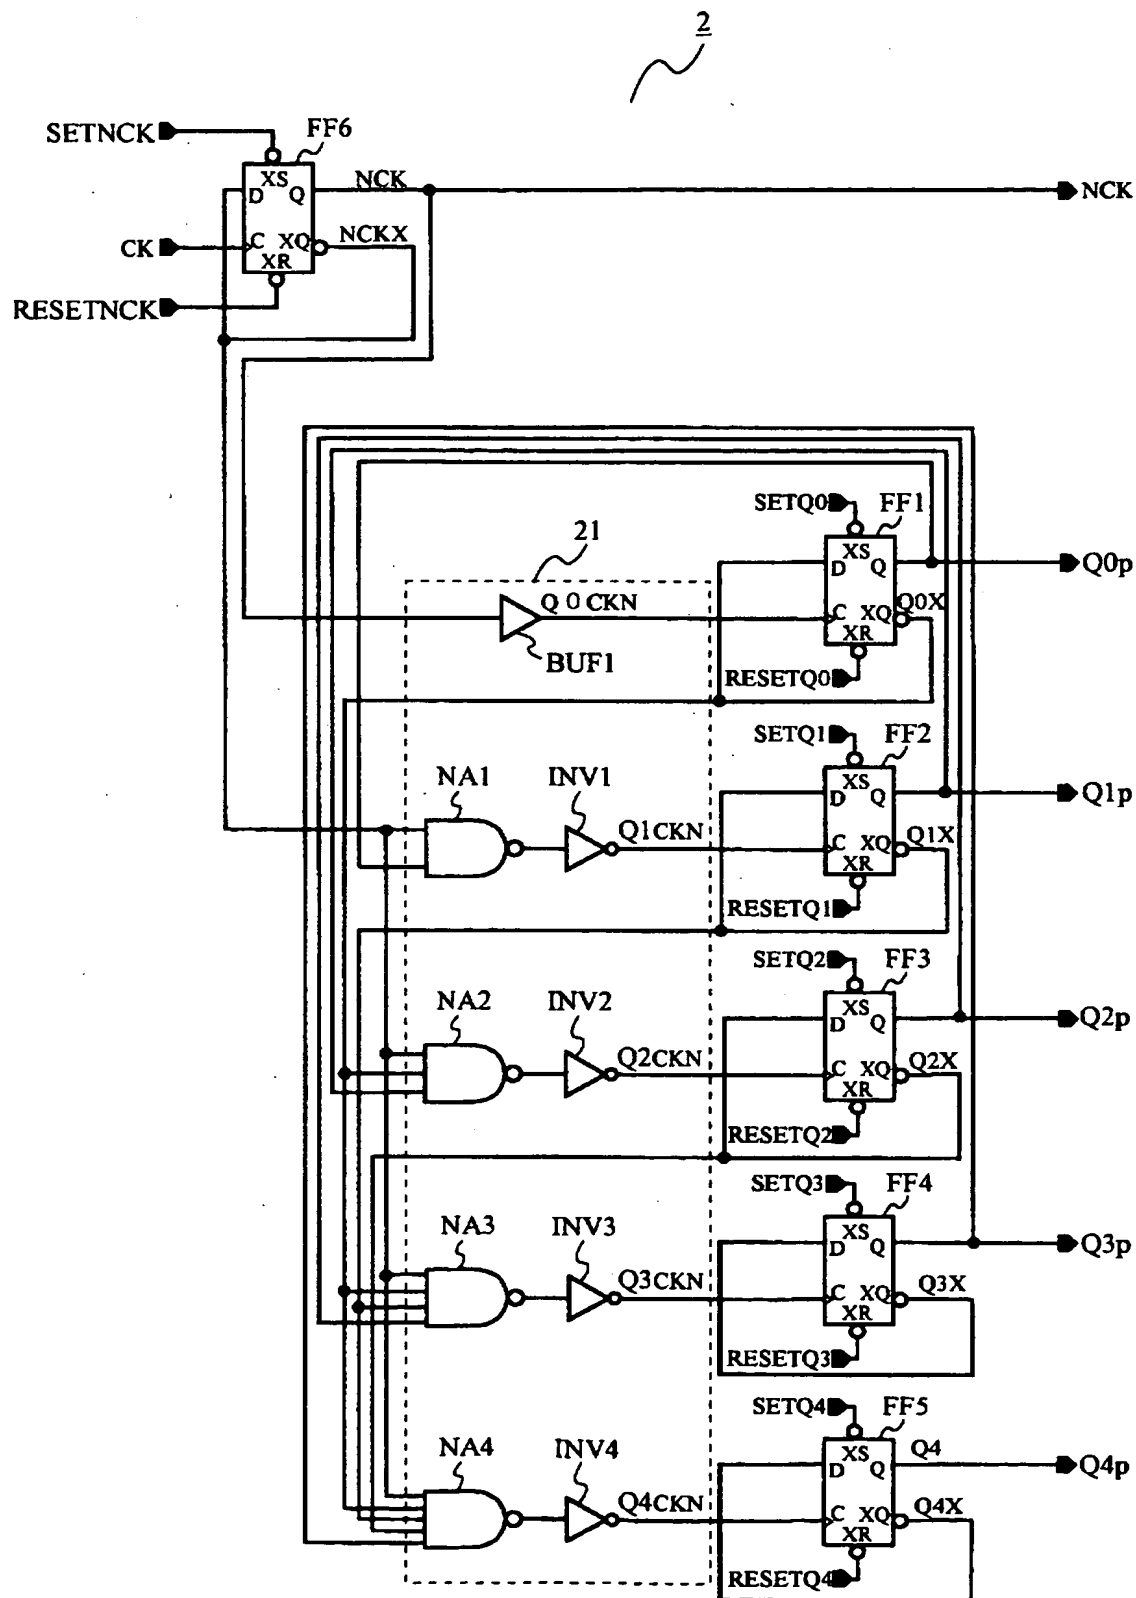 2
SETNCK
FF6
XS
D
Q
NCK
NCK
NCKX
CK
C
XQ
XR
RESETNCK
SETQ0
FF1
21
XS
D
Q
Q0p
Q0CKN
C
XQ
Q0X
XR
BUF1
RESETQ0
SETQ1
FF2
NA1
INV1
XS
D
Q
Q1p
Q1CKN
C
XQ
Q1X
XR
RESETQ1
SETQ2
FF3
NA2
INV2
XS
D
Q
Q2p
Q2CKN
C
XQ
Q2X
XR
RESETQ2
SETQ3
FF4
NA3
INV3
XS
D
Q
Q3p
Q3CKN
C
XQ
Q3X
XR
RESETQ3
SETQ4
FF5
NA4
INV4
XS
D
Q
Q4
Q4p
Q4CKN
C
XQ
Q4X
XR
RESETQ4